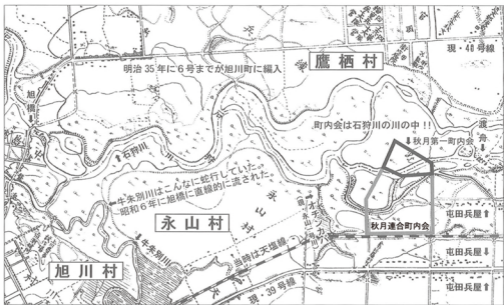 明治35年に6号までが旭川町に編入
鷹栖村
現・40号線
旭橋
石狩川
町内会は石狩川の川の中!!
渡舟
秋月第一町内会
牛朱別川はこんなに蛇行していた。
昭和6年に旭橋に直線的に流された。
永山村
秋月連合町内会
屯田兵屋
牛朱別川
当時は天塩線
屯田兵屋
旭川村
現・39号線
屯田兵屋